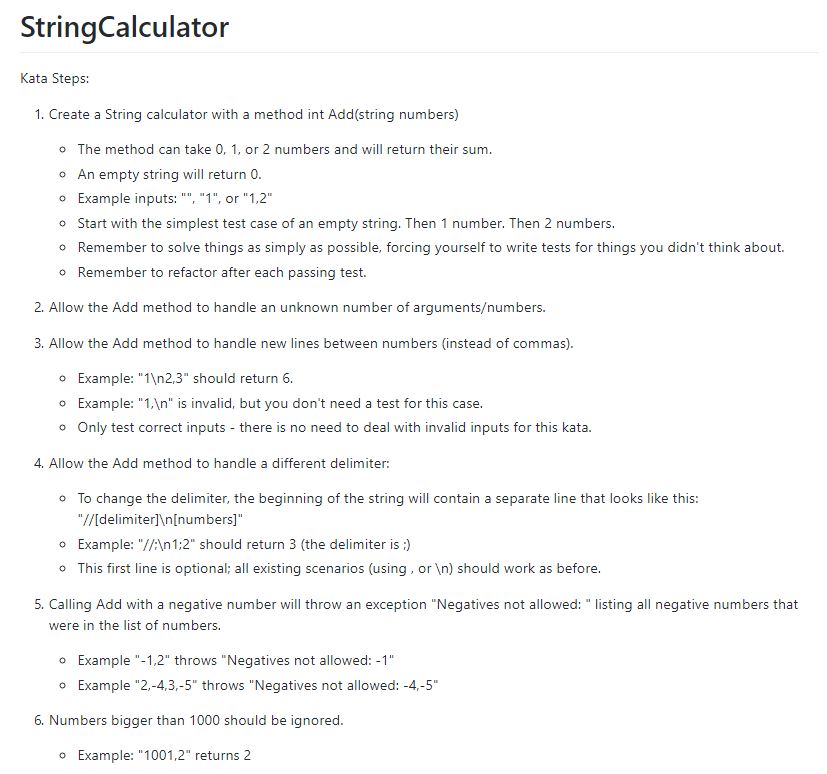 StringCalculator
Kata Steps:
1. Create a String calculator with a method int Add(string numbers)
○ The method can take 0, 1, or 2 numbers and will return their sum.
○ An empty string will return 0.
○ Example inputs: "", "1", or "1,2"
○ Start with the simplest test case of an empty string. Then 1 number. Then 2 numbers.
○ Remember to solve things as simply as possible, forcing yourself to write tests for things you didn't think about.
○ Remember to refactor after each passing test.
2. Allow the Add method to handle an unknown number of arguments/numbers.
3. Allow the Add method to handle new lines between numbers (instead of commas).
○ Example: "1\n2,3" should return 6.
○ Example: "1,\n" is invalid, but you don't need a test for this case.
○ Only test correct inputs - there is no need to deal with invalid inputs for this kata.
4. Allow the Add method to handle a different delimiter:
○ To change the delimiter, the beginning of the string will contain a separate line that looks like this:
"//[delimiter]\n[numbers]"
○ Example: "//;\n1;2" should return 3 (the delimiter is ;)
○ This first line is optional; all existing scenarios (using , or \n) should work as before.
5. Calling Add with a negative number will throw an exception "Negatives not allowed: " listing all negative numbers that
were in the list of numbers.
○ Example "-1,2" throws "Negatives not allowed: -1"
○ Example "2,-4,3,-5" throws "Negatives not allowed: -4,-5"
6. Numbers bigger than 1000 should be ignored.
○ Example: "1001,2" returns 2